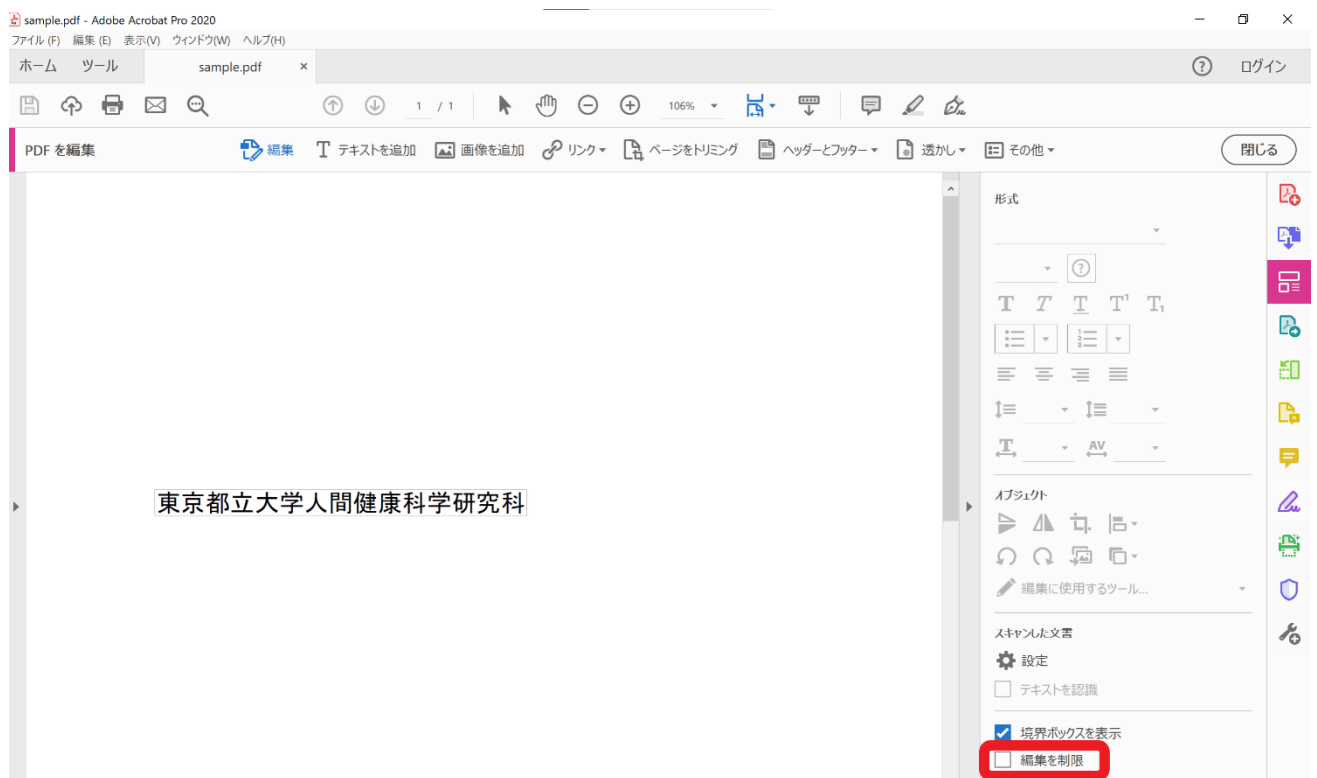 sample.pdf - Adobe Acrobat Pro 2020
ファイル(F) 編集(E) 表示(V) ウィンドウ(W) ヘルプ(H)
ホーム ツール sample.pdf × ? ログイン
1 / 1 106%
PDF を編集 編集 テキストを追加 画像を追加 リンク ページをトリミング ヘッダーとフッター 透かし その他 閉じる
形式
?
T T T T¹ T₁
AV
東京都立大学人間健康科学研究科
オブジェクト
編集に使用するツール...
スキャンした文書
設定
テキストを認識
境界ボックスを表示
編集を制限